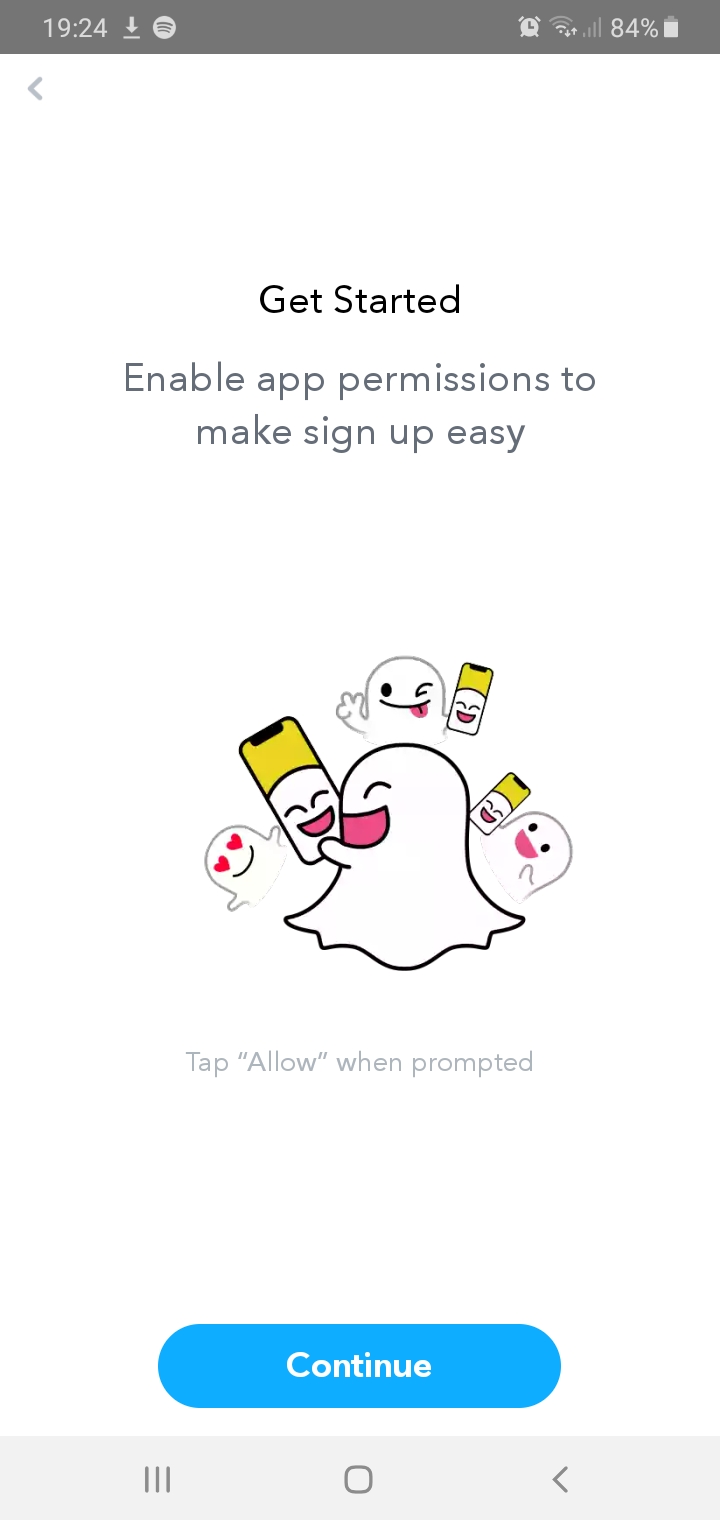 19:24
84%
Get Started
Enable app permissions to
make sign up easy
Tap “Allow” when prompted
Continue